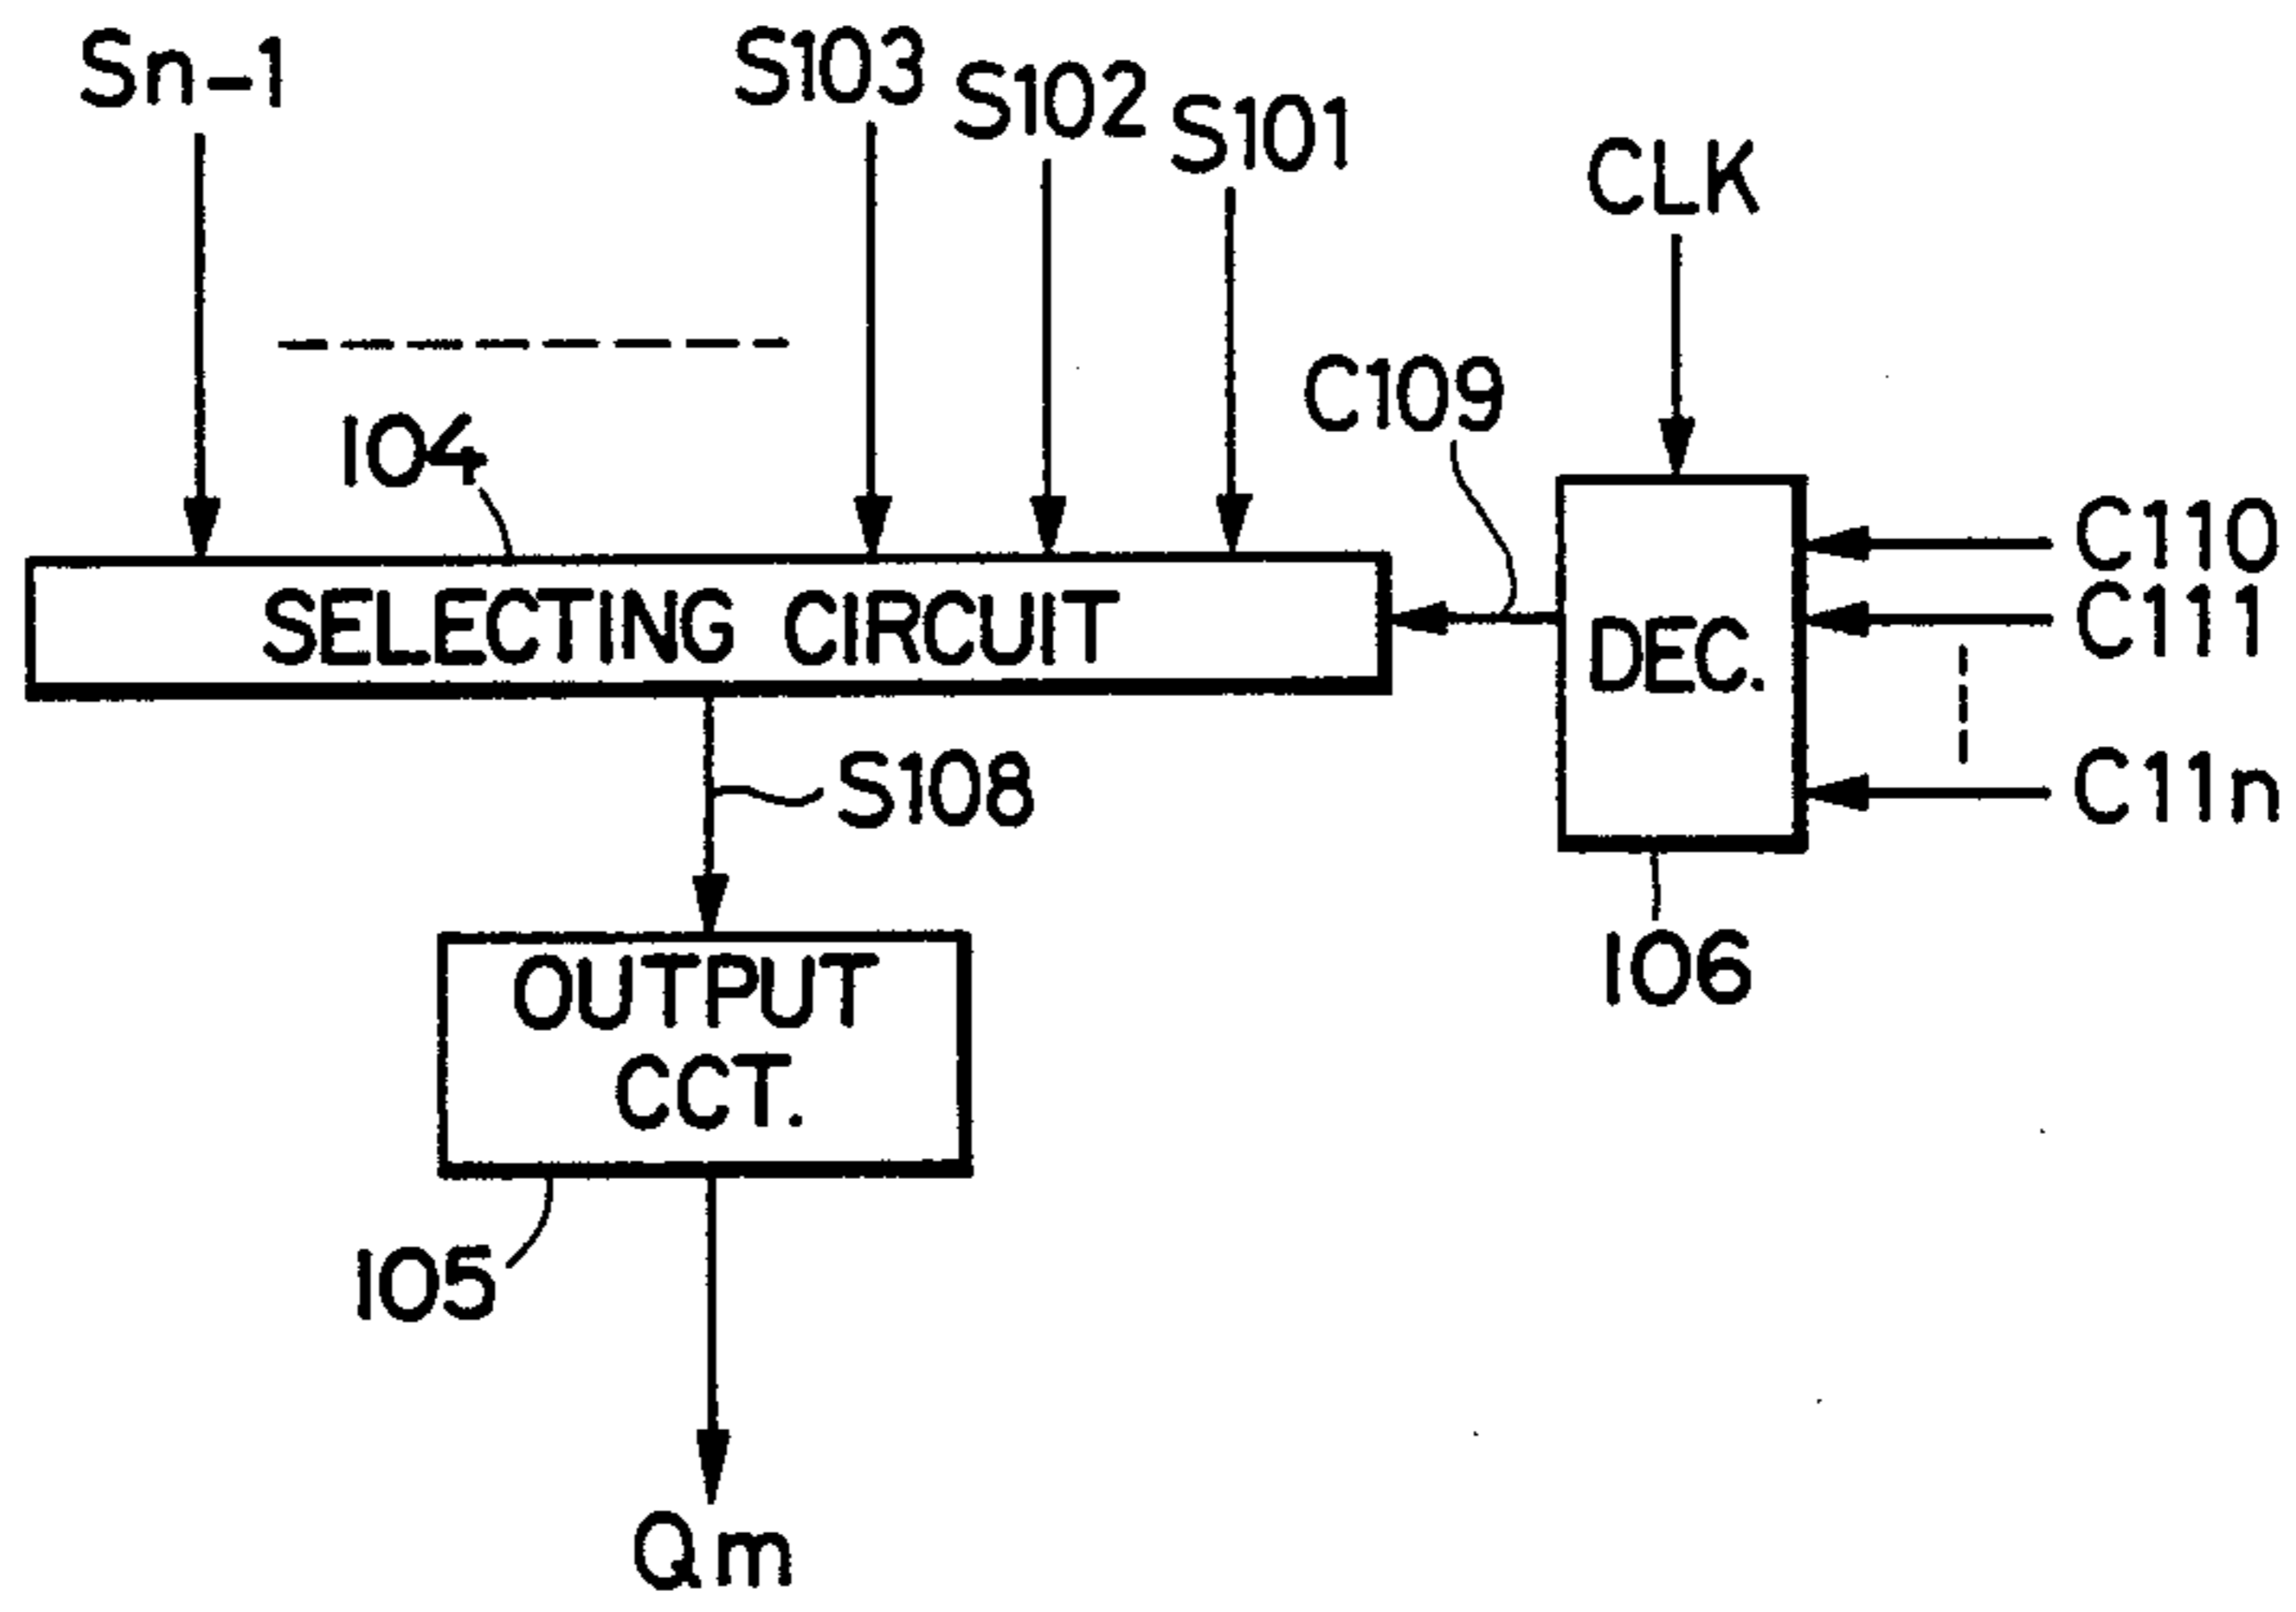 Sn-1
S103
S102
S101
CLK
C109
104
C110
C111
C11n
SELECTING CIRCUIT
DEC.
S108
106
OUTPUT
CCT.
105
Qm